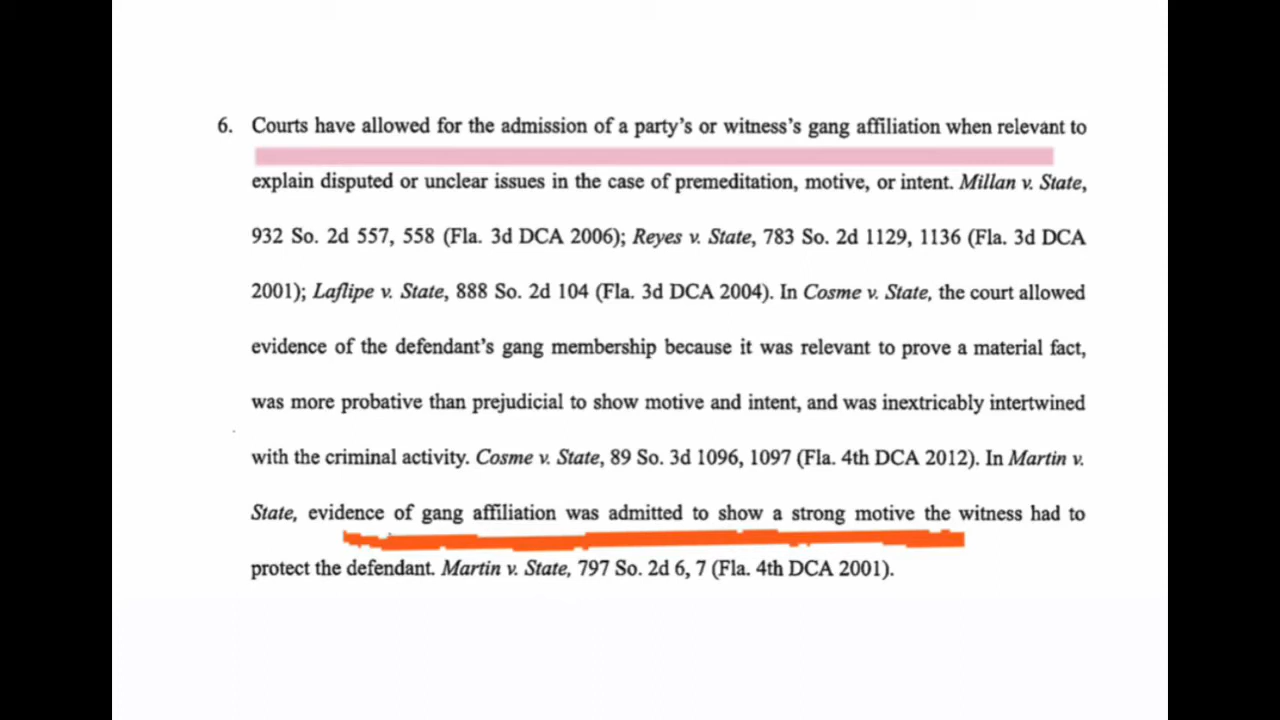 6. Courts have allowed for the admission of a party's or witness's gang affiliation when relevant to
explain disputed or unclear issues in the case of premeditation, motive, or intent. Millan v. State,
932 So. 2d 557, 558 (Fla. 3d DCA 2006); Reyes v. State, 783 So. 2d 1129, 1136 (Fla. 3d DCA
2001); Laflipe v. State, 888 So. 2d 104 (Fla. 3d DCA 2004). In Cosme v. State, the court allowed
evidence of the defendant's gang membership because it was relevant to prove a material fact,
was more probative than prejudicial to show motive and intent, and was inextricably intertwined
with the criminal activity. Cosme v. State, 89 So. 3d 1096, 1097 (Fla. 4th DCA 2012). In Martin v.
State, evidence of gang affiliation was admitted to show a strong motive the witness had to
protect the defendant. Martin v. State, 797 So. 2d 6, 7 (Fla. 4th DCA 2001).